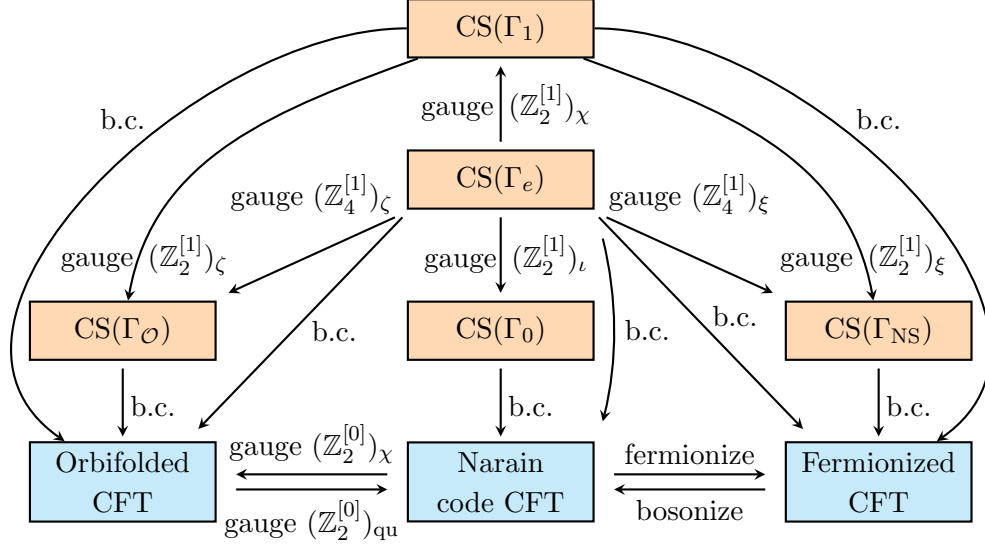 CS(Γ₁)
b.c.
gauge (ℤ₂^[1])_χ
b.c.
CS(Γₑ)
gauge (ℤ₄^[1])_ζ
gauge (ℤ₄^[1])_ξ
gauge (ℤ₂^[1])_ζ
gauge (ℤ₂^[1])_ι
gauge (ℤ₂^[1])_ξ
CS(Γ_𝒪)
b.c.
CS(Γ₀)
b.c.
b.c.
CS(Γ_NS)
b.c.
b.c.
b.c.
Orbifolded
CFT
gauge (ℤ₂^[0])_χ
gauge (ℤ₂^[0])_qu
Narain
code CFT
fermionize
bosonize
Fermionized
CFT